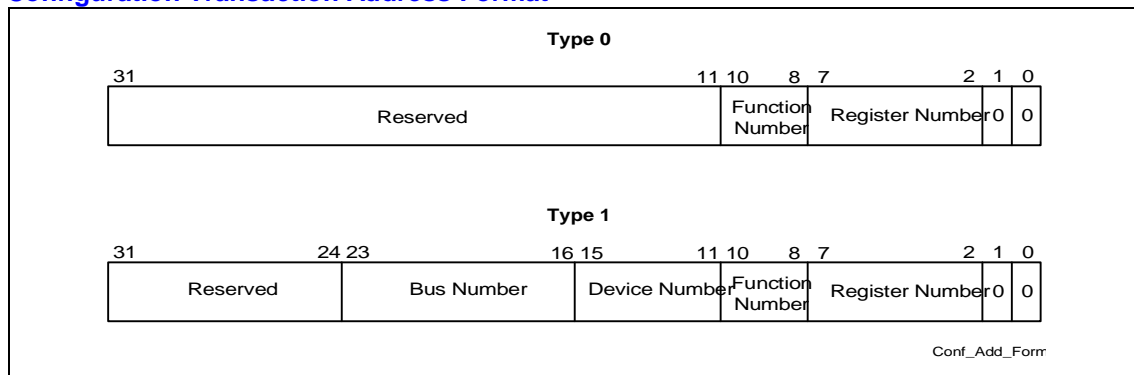 Configuration Transaction Address Format
Type 0
31 11 10 8 7 2 1 0
Reserved Function Number Register Number 0 0
Type 1
31 24 23 16 15 11 10 8 7 2 1 0
Reserved Bus Number Device Number Function Number Register Number 0 0
Conf_Add_Form